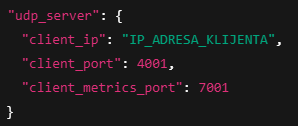 "udp_server": {
  "client_ip": "IP_ADRESA_KLIJENTA",
  "client_port": 4001,
  "client_metrics_port": 7001
}